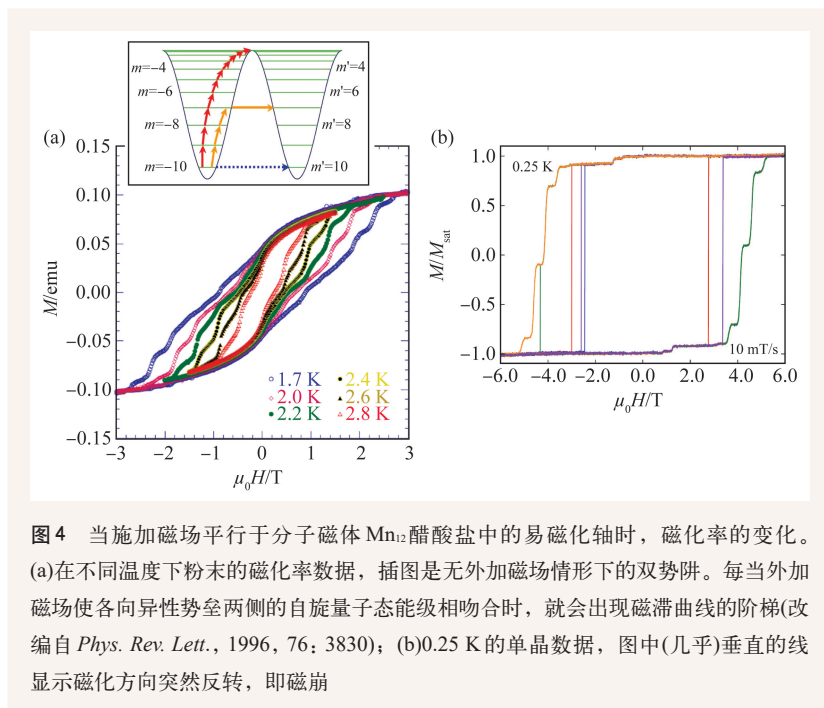 m=−4
m=−6
m=−8
m=−10
m'=4
m'=6
m'=8
m'=10
(a)
0.15
0.10
0.05
0.00
−0.05
−0.10
−0.15
M/emu
1.7 K
2.0 K
2.2 K
2.4 K
2.6 K
2.8 K
−3
−2
−1
0
1
2
3
μ₀H/T
(b)
0.25 K
1.0
0.5
0.0
−0.5
−1.0
M/Msat
10 mT/s
−6.0
−4.0
−2.0
0.0
2.0
4.0
6.0
μ₀H/T
图4 当施加磁场平行于分子磁体Mn₁₂醋酸盐中的易磁化轴时，磁化率的变化。
(a)在不同温度下粉末的磁化率数据，插图是无外加磁场情形下的双势阱。每当外加
磁场使各向异性势垒两侧的自旋量子态能级相吻合时，就会出现磁滞曲线的阶梯(改
编自 Phys. Rev. Lett.，1996，76：3830)；(b)0.25 K的单晶数据，图中(几乎)垂直的线
显示磁化方向突然反转，即磁崩